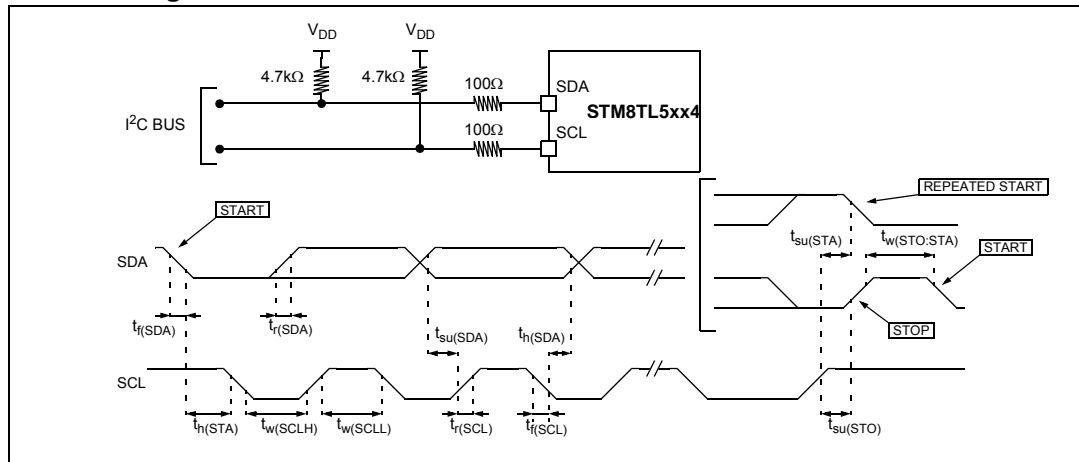 V_DD V_DD
4.7kΩ 4.7kΩ 100Ω SDA
STM8TL5xx4
I²C BUS
100Ω SCL
REPEATED START
START
t_su(STA) t_w(STO:STA)
START
SDA
STOP
t_f(SDA) t_r(SDA) t_su(SDA) t_h(SDA)
SCL
t_h(STA) t_w(SCLH) t_w(SCLL) t_r(SCL) t_f(SCL) t_su(STO)